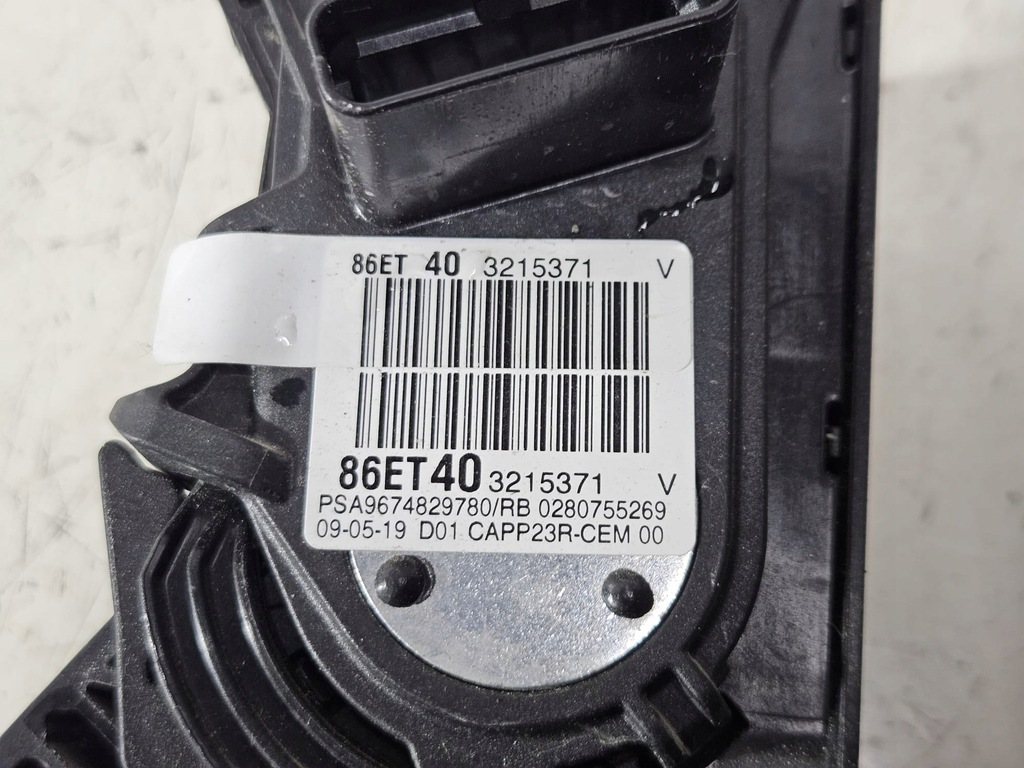 86ET 40 3215371 V
86ET40 3215371 V
PSA9674829780/RB 0280755269
09-05-19 D01 CAPP23R-CEM 00